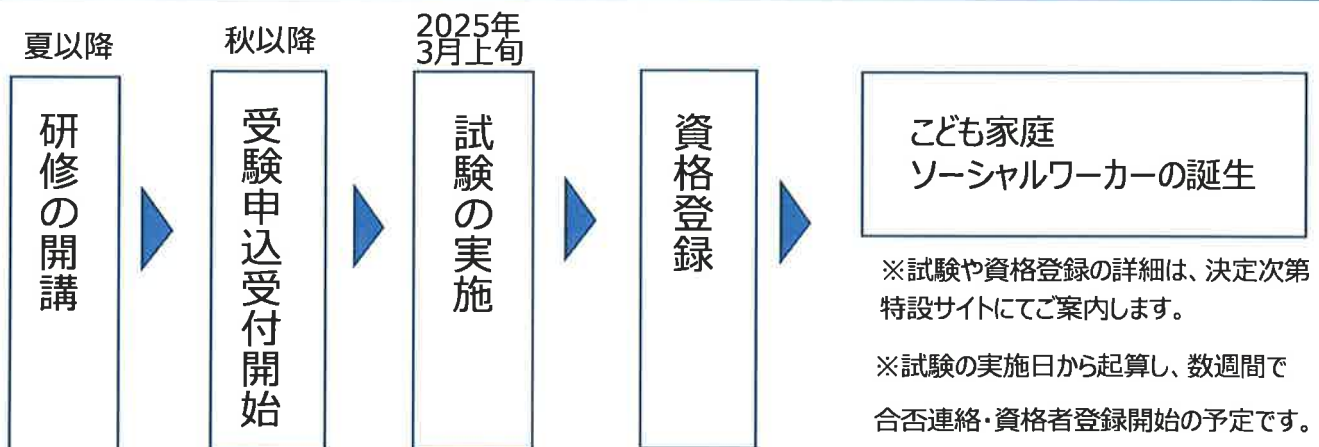 夏以降
研修の開講
秋以降
受験申込受付開始
2025年
3月上旬
試験の実施
資格登録
こども家庭
ソーシャルワーカーの誕生
※試験や資格登録の詳細は、決定次第
特設サイトにてご案内します。
※試験の実施日から起算し、数週間で
合否連絡・資格者登録開始の予定です。